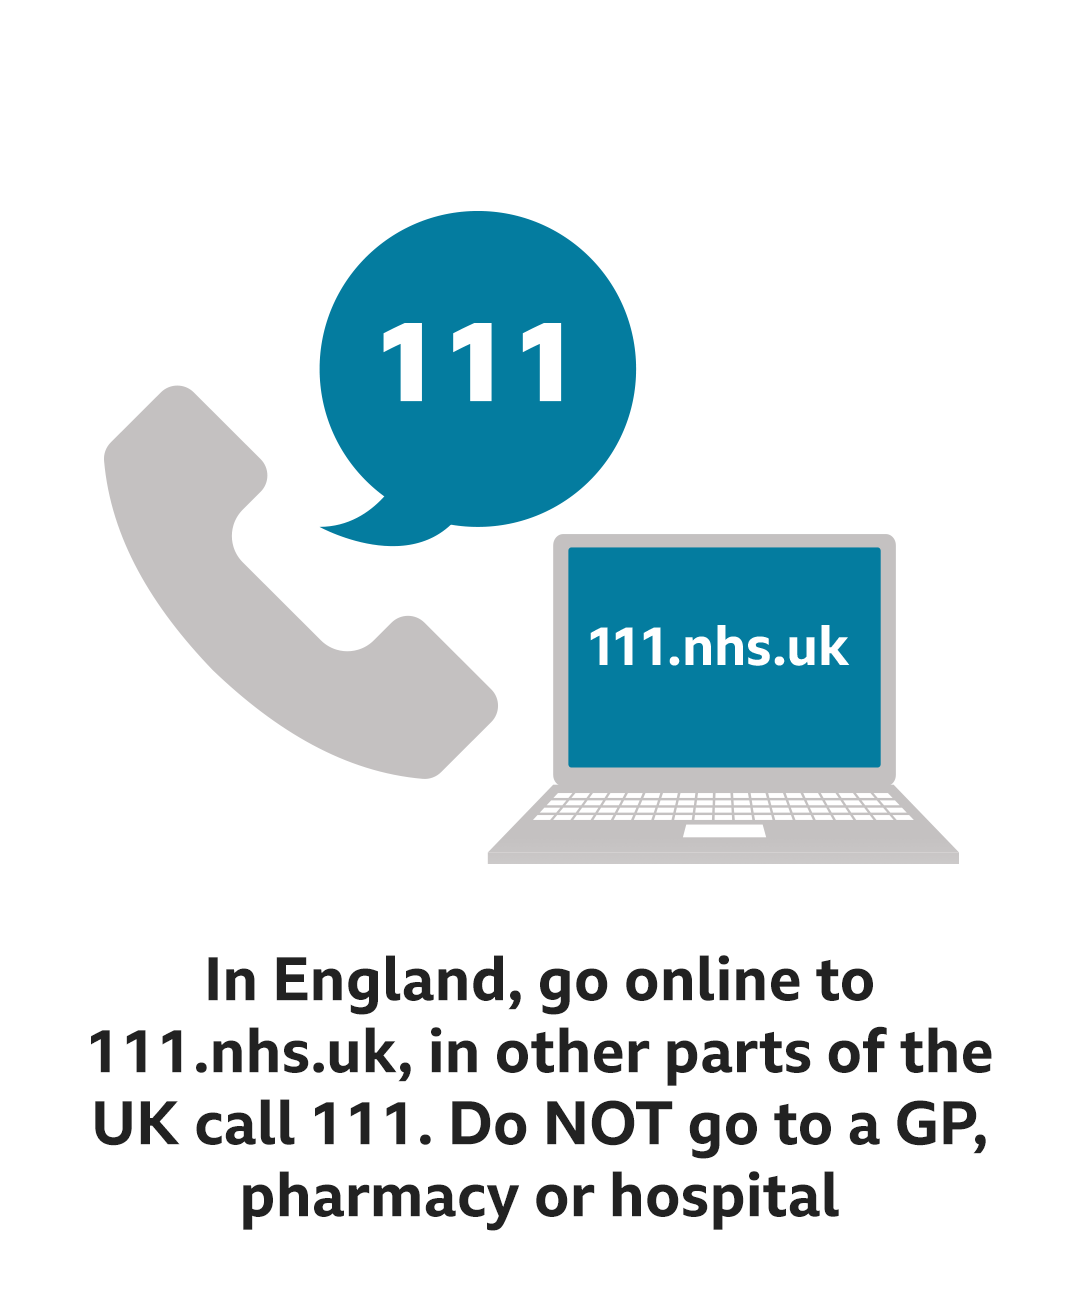 111
111.nhs.uk
In England, go online to
111.nhs.uk, in other parts of the
UK call 111. Do NOT go to a GP,
pharmacy or hospital